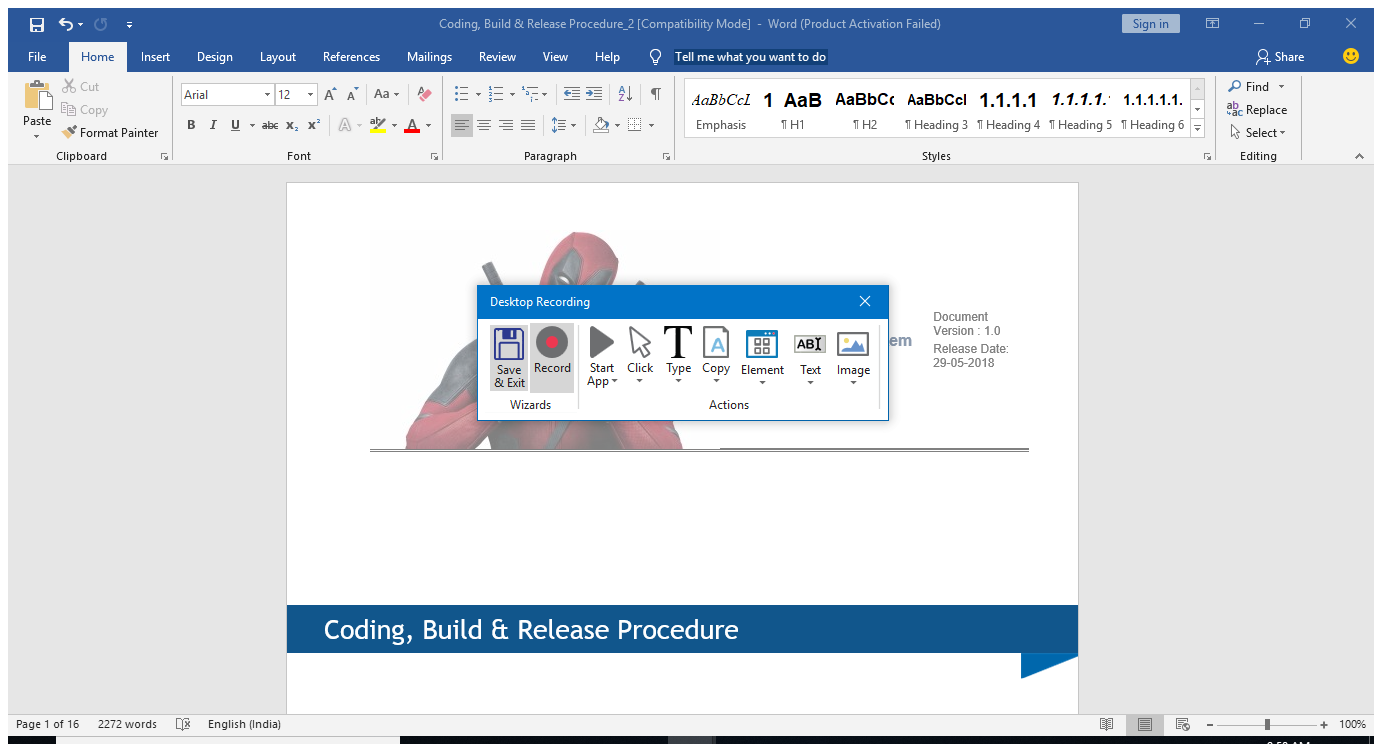 Coding, Build & Release Procedure_2 [Compatibility Mode] - Word (Product Activation Failed)
Sign in
File Home Insert Design Layout References Mailings Review View Help Tell me what you want to do Share
Paste
Cut
Copy
Format Painter
Clipboard
Arial 12 A A Aa
B I U abc x₂ x² A ab A
Font
A Z ¶
Paragraph
AaBbCcL 1 AaB AaBbCc AaBbCcI 1.1.1.1 1.1.1.1. 1.1.1.1.1.
Emphasis ¶ H1 ¶ H2 ¶ Heading 3 ¶ Heading 4 ¶ Heading 5 ¶ Heading 6
Styles
Find
Replace
Select
Editing
Desktop Recording
Save & Exit
Record
Start App
Click
Type
Copy
Element
Text
Image
Wizards Actions
em
Document
Version : 1.0
Release Date:
29-05-2018
Coding, Build & Release Procedure
Page 1 of 16 2272 words English (India) 100%